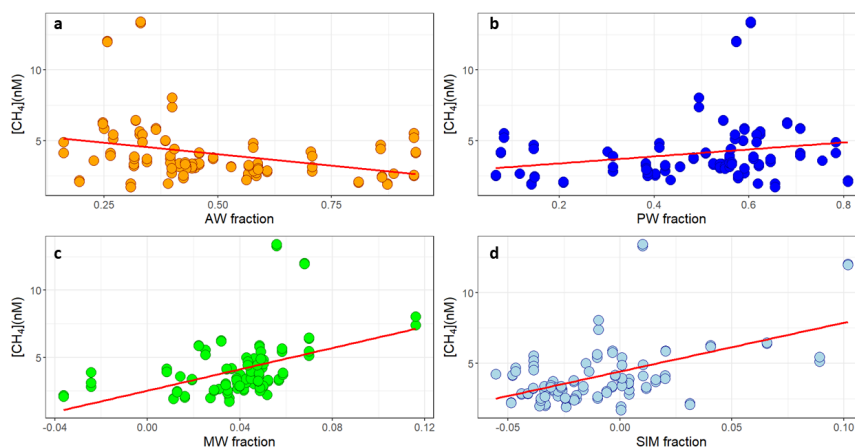 a
[CH₄](nM)
10
5
0.25
0.50
0.75
AW fraction
b
[CH₄](nM)
10
5
0.2
0.4
0.6
0.8
PW fraction
c
[CH₄](nM)
10
5
-0.04
0.00
0.04
0.08
0.12
MW fraction
d
[CH₄](nM)
10
5
-0.05
0.00
0.05
0.10
SIM fraction